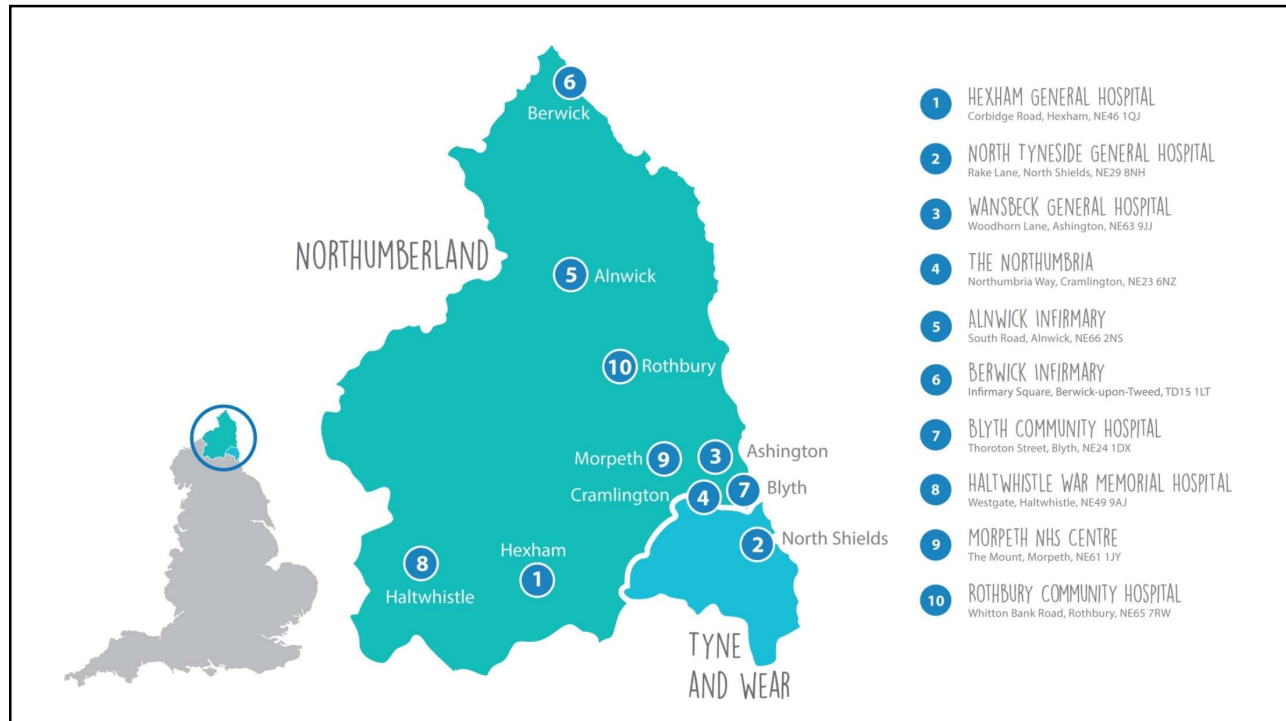 6
Berwick
NORTHUMBERLAND
5 Alnwick
10 Rothbury
Morpeth 9
3 Ashington
Cramlington 4
7 Blyth
2 North Shields
8
Haltwhistle
Hexham
1
TYNE
AND WEAR
1 HEXHAM GENERAL HOSPITAL
Corbidge Road, Hexham, NE46 1QJ
2 NORTH TYNESIDE GENERAL HOSPITAL
Rake Lane, North Shields, NE29 8NH
3 WANSBECK GENERAL HOSPITAL
Woodhorn Lane, Ashington, NE63 9JJ
4 THE NORTHUMBRIA
Northumbria Way, Cramlington, NE23 6NZ
5 ALNWICK INFIRMARY
South Road, Alnwick, NE66 2NS
6 BERWICK INFIRMARY
Infirmary Square, Berwick-upon-Tweed, TD15 1LT
7 BLYTH COMMUNITY HOSPITAL
Thoroton Street, Blyth, NE24 1DX
8 HALTWHISTLE WAR MEMORIAL HOSPITAL
Westgate, Haltwhistle, NE49 9AJ
9 MORPETH NHS CENTRE
The Mount, Morpeth, NE61 1JY
10 ROTHBURY COMMUNITY HOSPITAL
Whitton Bank Road, Rothbury, NE65 7RW